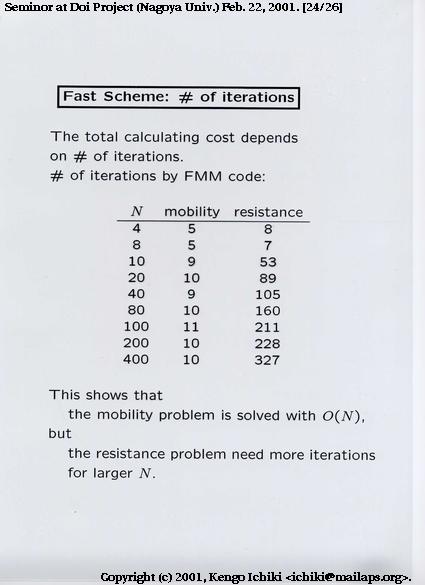 Seminor at Doi Project (Nagoya Univ.) Feb. 22, 2001. [24/26]
Fast Scheme: # of iterations
The total calculating cost depends
on # of iterations.
# of iterations by FMM code:
N mobility resistance
4 5 8
8 5 7
10 9 53
20 10 89
40 9 105
80 10 160
100 11 211
200 10 228
400 10 327
This shows that
the mobility problem is solved with O(N),
but
the resistance problem need more iterations
for larger N.
Copyright (c) 2001, Kengo Ichiki <ichiki@mailaps.org>.